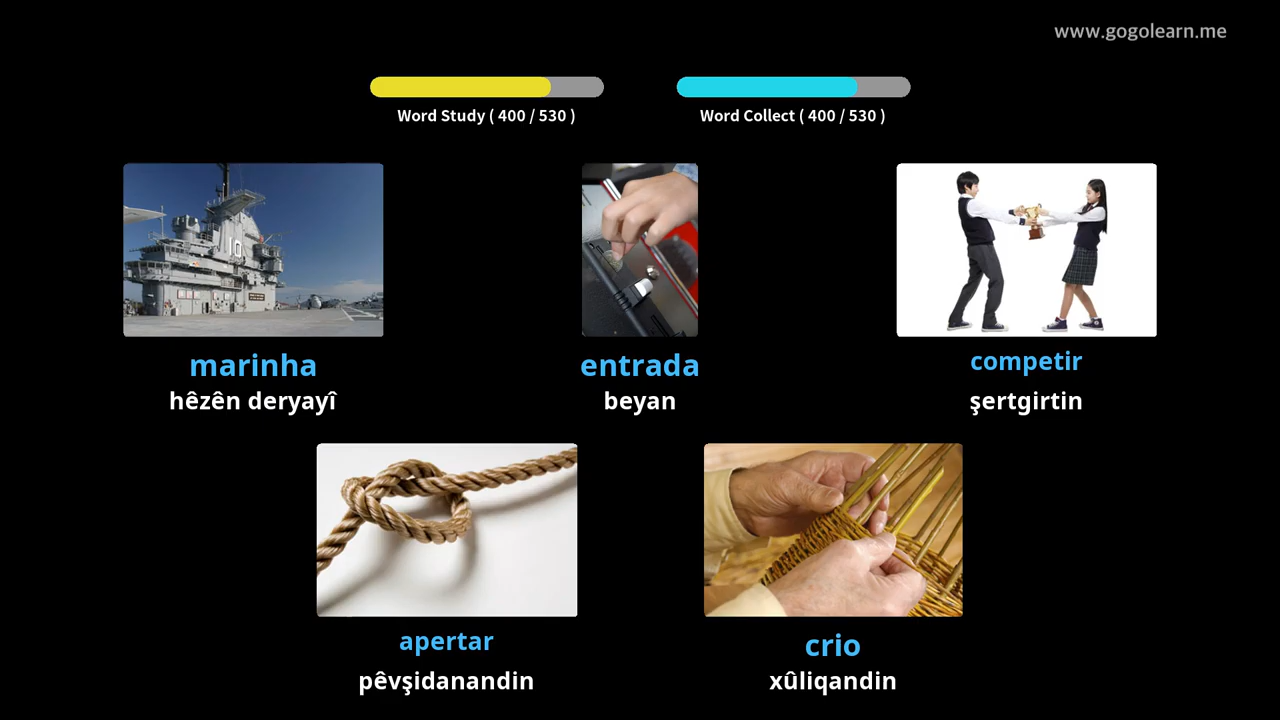 www.gogolearn.me
Word Study ( 400 / 530 )
Word Collect ( 400 / 530 )
10
marinha
hêzên deryayî
entrada
beyan
competir
şertgirtin
apertar
pêvşidanandin
crio
xûliqandin